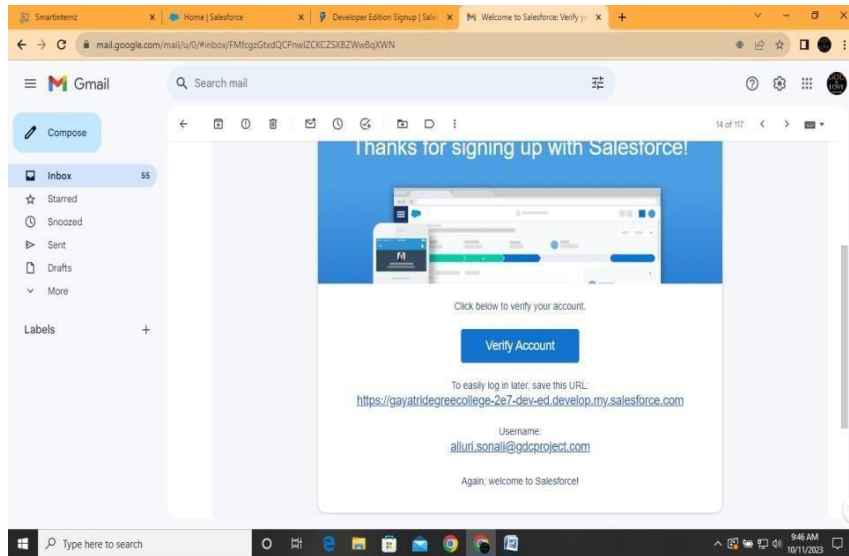 Smartinternz
Home | Salesforce
Developer Edition Signup | Sale
Welcome to Salesforce: Verify y
mail.google.com/mail/u/0/#inbox/
Gmail
Search mail
Compose
14 of 117
Inbox 55
Starred
Snoozed
Sent
Drafts
More
Labels
Thanks for signing up with Salesforce!
Click below to verify your account.
Verify Account
To easily log in later, save this URL:
https://gayatridegreecollege-2e7-dev-ed.develop.my.salesforce.com
Username:
alluri.sonali@gdcproject.com
Again, welcome to Salesforce!
Type here to search
9:46 AM
10/11/2023